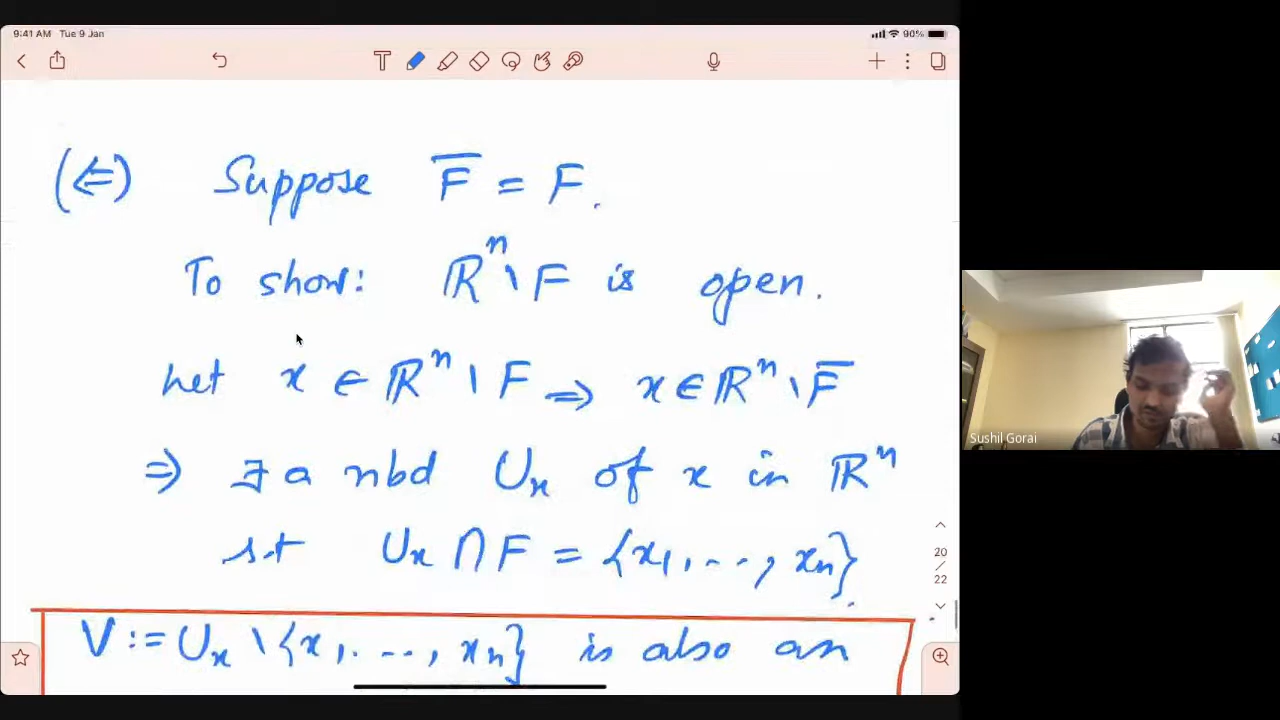 9:41 AM Tue 9 Jan
90%
(⇐) Suppose F̅ = F.
To show: ℝⁿ \ F is open.
Let x ∈ ℝⁿ \ F ⇒ x ∈ ℝⁿ \ F̅
⇒ ∃ a nbd Uₓ of x in ℝⁿ
s.t Uₓ ∩ F = {x₁, ..., xₙ}.
V := Uₓ \ {x₁, ..., xₙ} is also an
20
/
22
Sushil Gorai